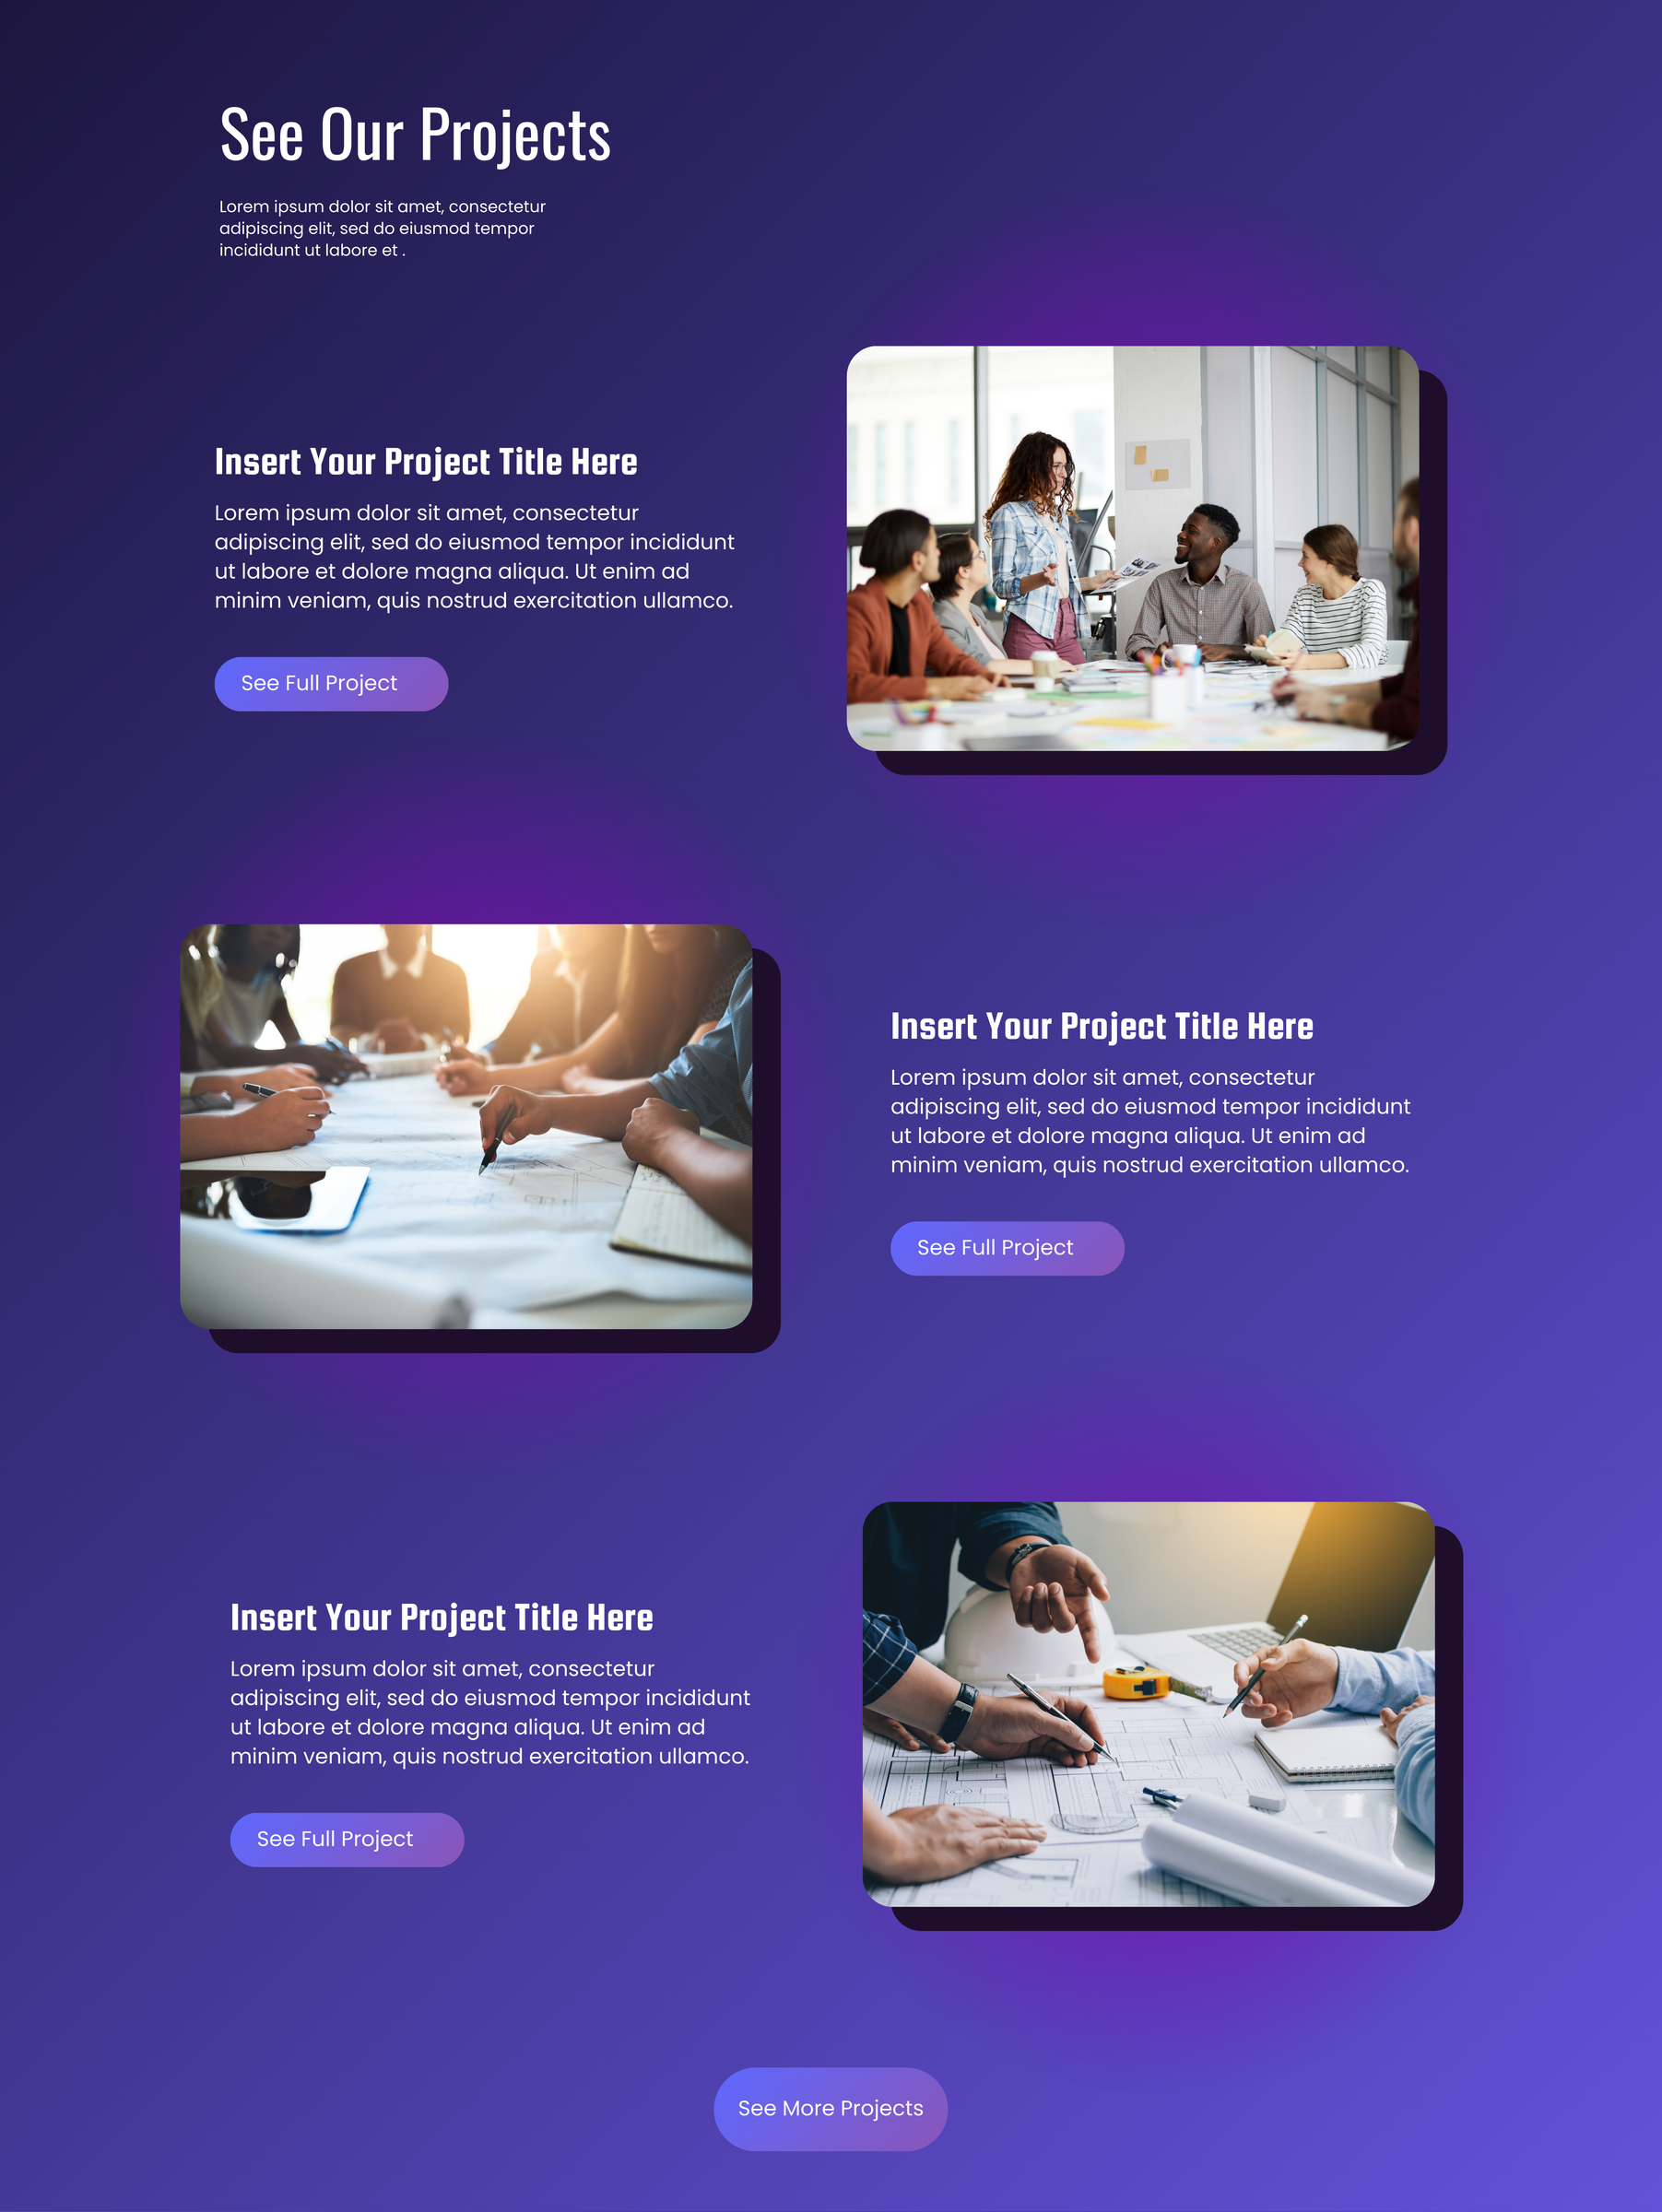 See Our Projects
Lorem ipsum dolor sit amet, consectetur
adipiscing elit, sed do eiusmod tempor
incididunt ut labore et .
Insert Your Project Title Here
Lorem ipsum dolor sit amet, consectetur
adipiscing elit, sed do eiusmod tempor incididunt
ut labore et dolore magna aliqua. Ut enim ad
minim veniam, quis nostrud exercitation ullamco.
See Full Project
Insert Your Project Title Here
Lorem ipsum dolor sit amet, consectetur
adipiscing elit, sed do eiusmod tempor incididunt
ut labore et dolore magna aliqua. Ut enim ad
minim veniam, quis nostrud exercitation ullamco.
See Full Project
Insert Your Project Title Here
Lorem ipsum dolor sit amet, consectetur
adipiscing elit, sed do eiusmod tempor incididunt
ut labore et dolore magna aliqua. Ut enim ad
minim veniam, quis nostrud exercitation ullamco.
See Full Project
See More Projects